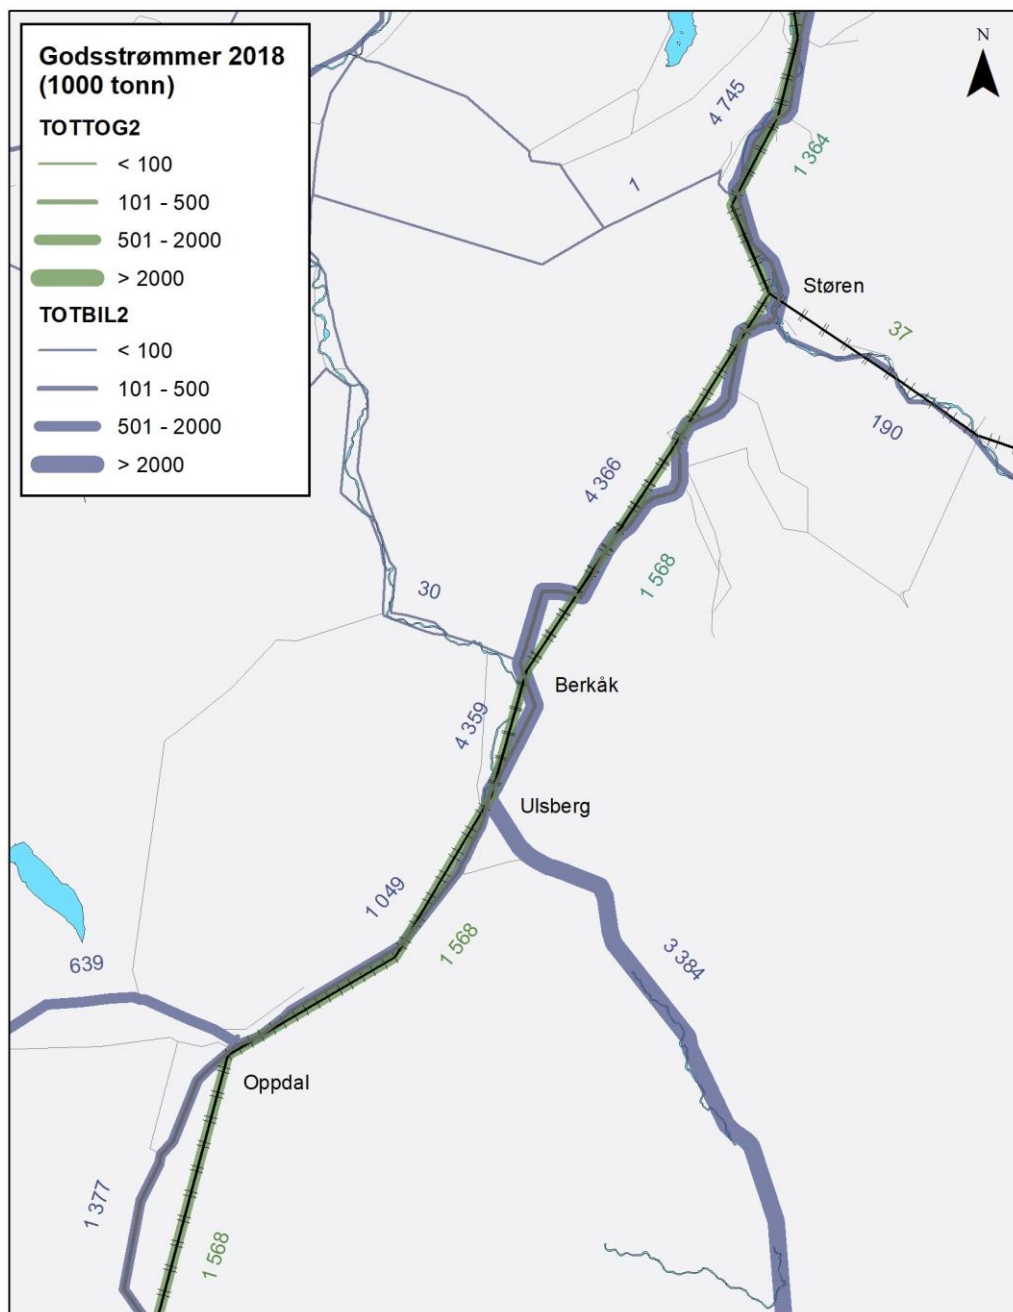 Godsstrømmer 2018
(1000 tonn)
TOTTOG2
< 100
101 - 500
501 - 2000
> 2000
TOTBIL2
< 100
101 - 500
501 - 2000
> 2000
N
4 745
1 364
1
Støren
37
190
4 366
1 568
30
Berkåk
4 359
Ulsberg
1 049
1 568
3 384
639
Oppdal
1 377
1 568